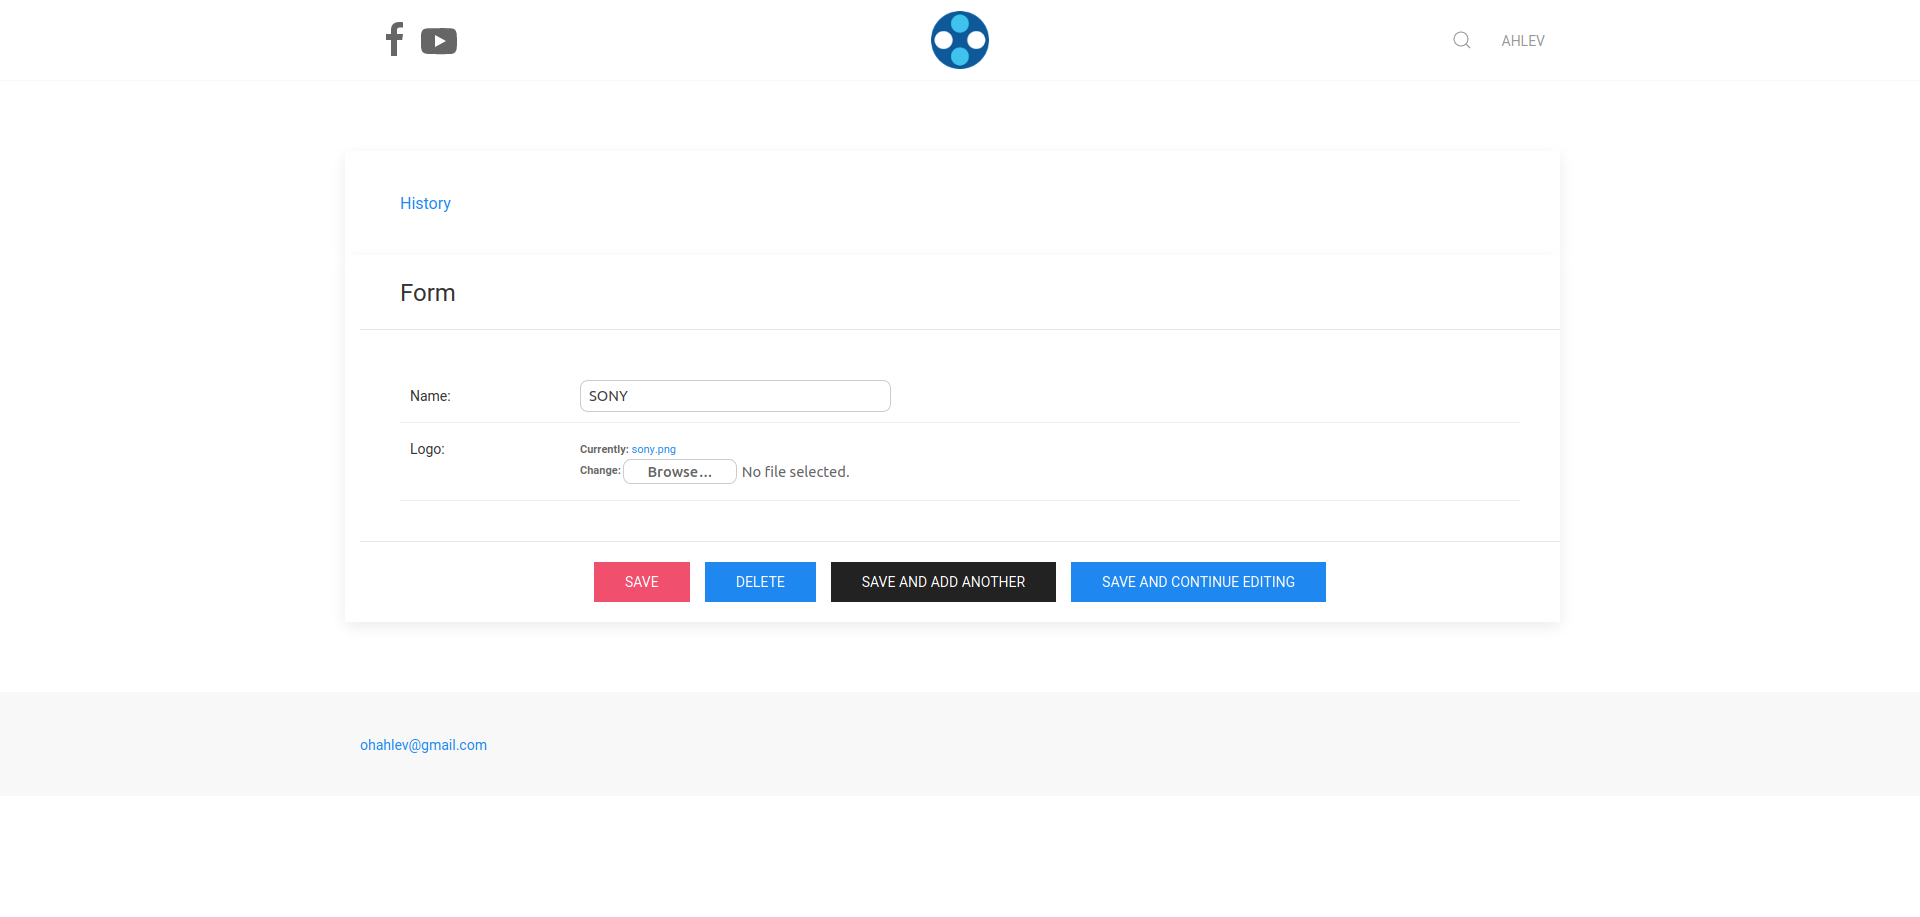 AHLEV
History
Form
Name: SONY
Logo: Currently: sony.png
Change: Browse... No file selected.
SAVE DELETE SAVE AND ADD ANOTHER SAVE AND CONTINUE EDITING
ohahlev@gmail.com